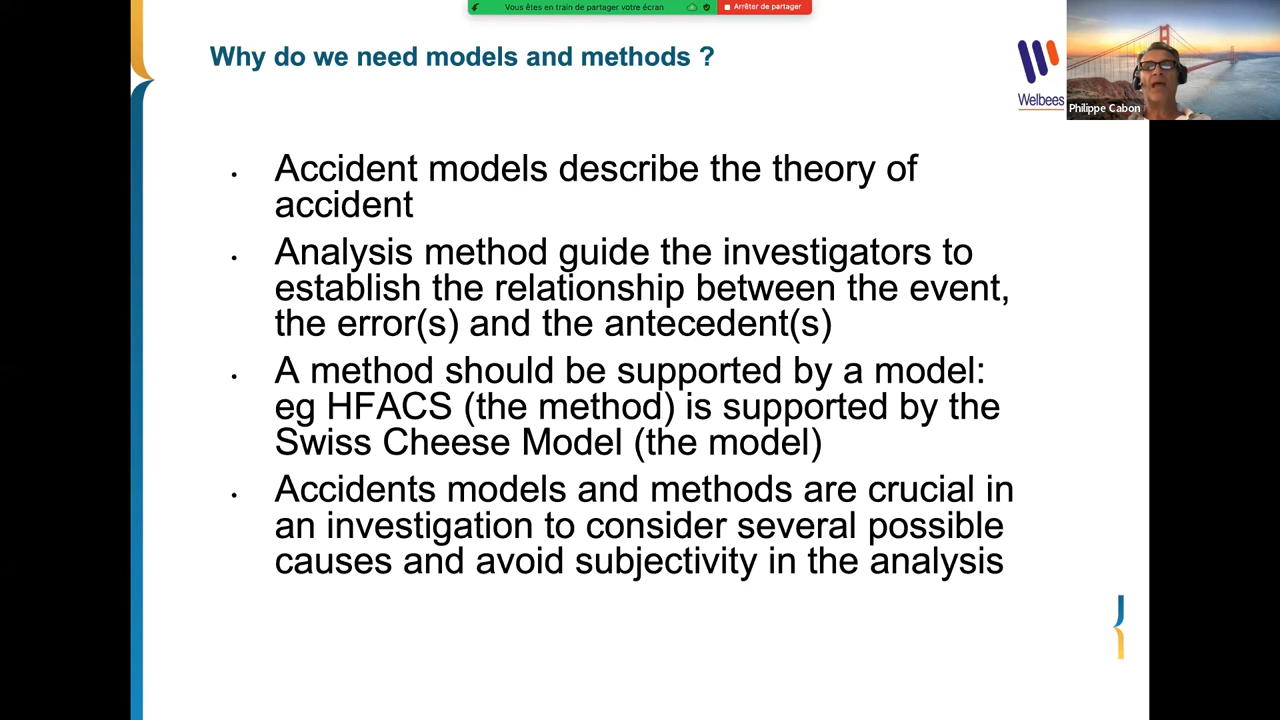 Vous êtes en train de partager votre écran
Arrêter de partager
Why do we need models and methods ?
Welbees
Philippe Cabon
Accident models describe the theory of
accident
Analysis method guide the investigators to
establish the relationship between the event,
the error(s) and the antecedent(s)
A method should be supported by a model:
eg HFACS (the method) is supported by the
Swiss Cheese Model (the model)
Accidents models and methods are crucial in
an investigation to consider several possible
causes and avoid subjectivity in the analysis